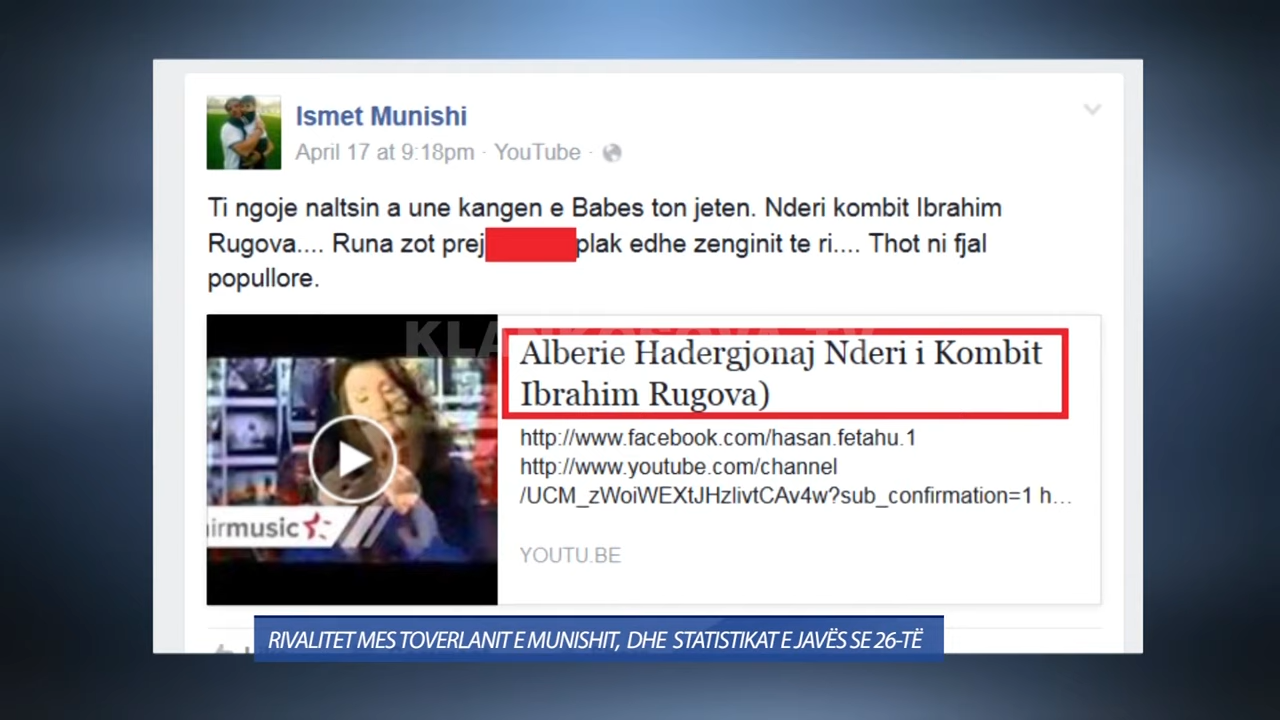 Ismet Munishi
April 17 at 9:18pm · YouTube ·
Ti ngoje naltsin a une kangen e Babes ton jeten. Nderi kombit Ibrahim
Rugova.... Runa zot prej plak edhe zenginit te ri.... Thot ni fjal
popullore.
KLANKOSOVA.TV
Alberie Hadergjonaj Nderi i Kombit
Ibrahim Rugova)
http://www.facebook.com/hasan.fetahu.1
http://www.youtube.com/channel
/UCM_zWoiWEXtJHzlivtCAv4w?sub_confirmation=1 h…
irmusic
YOUTU.BE
RIVALITET MES TOVERLANIT E MUNISHIT, DHE STATISTIKAT E JAVËS SE 26-TË